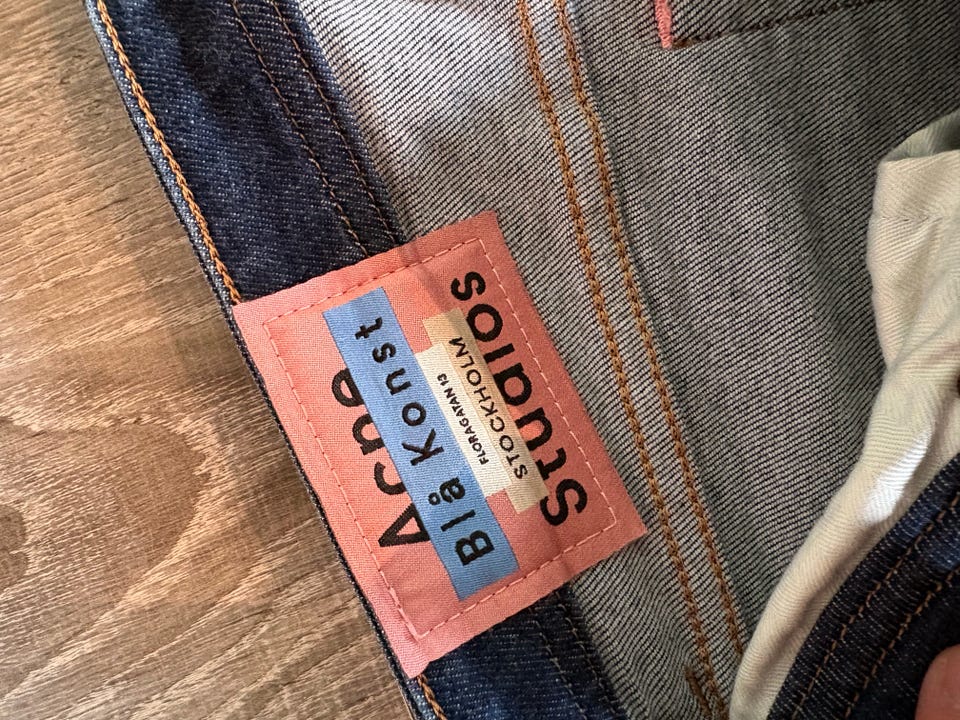 Acne
Blå Konst
FLORAGATAN 13
STOCKHOLM
Studios